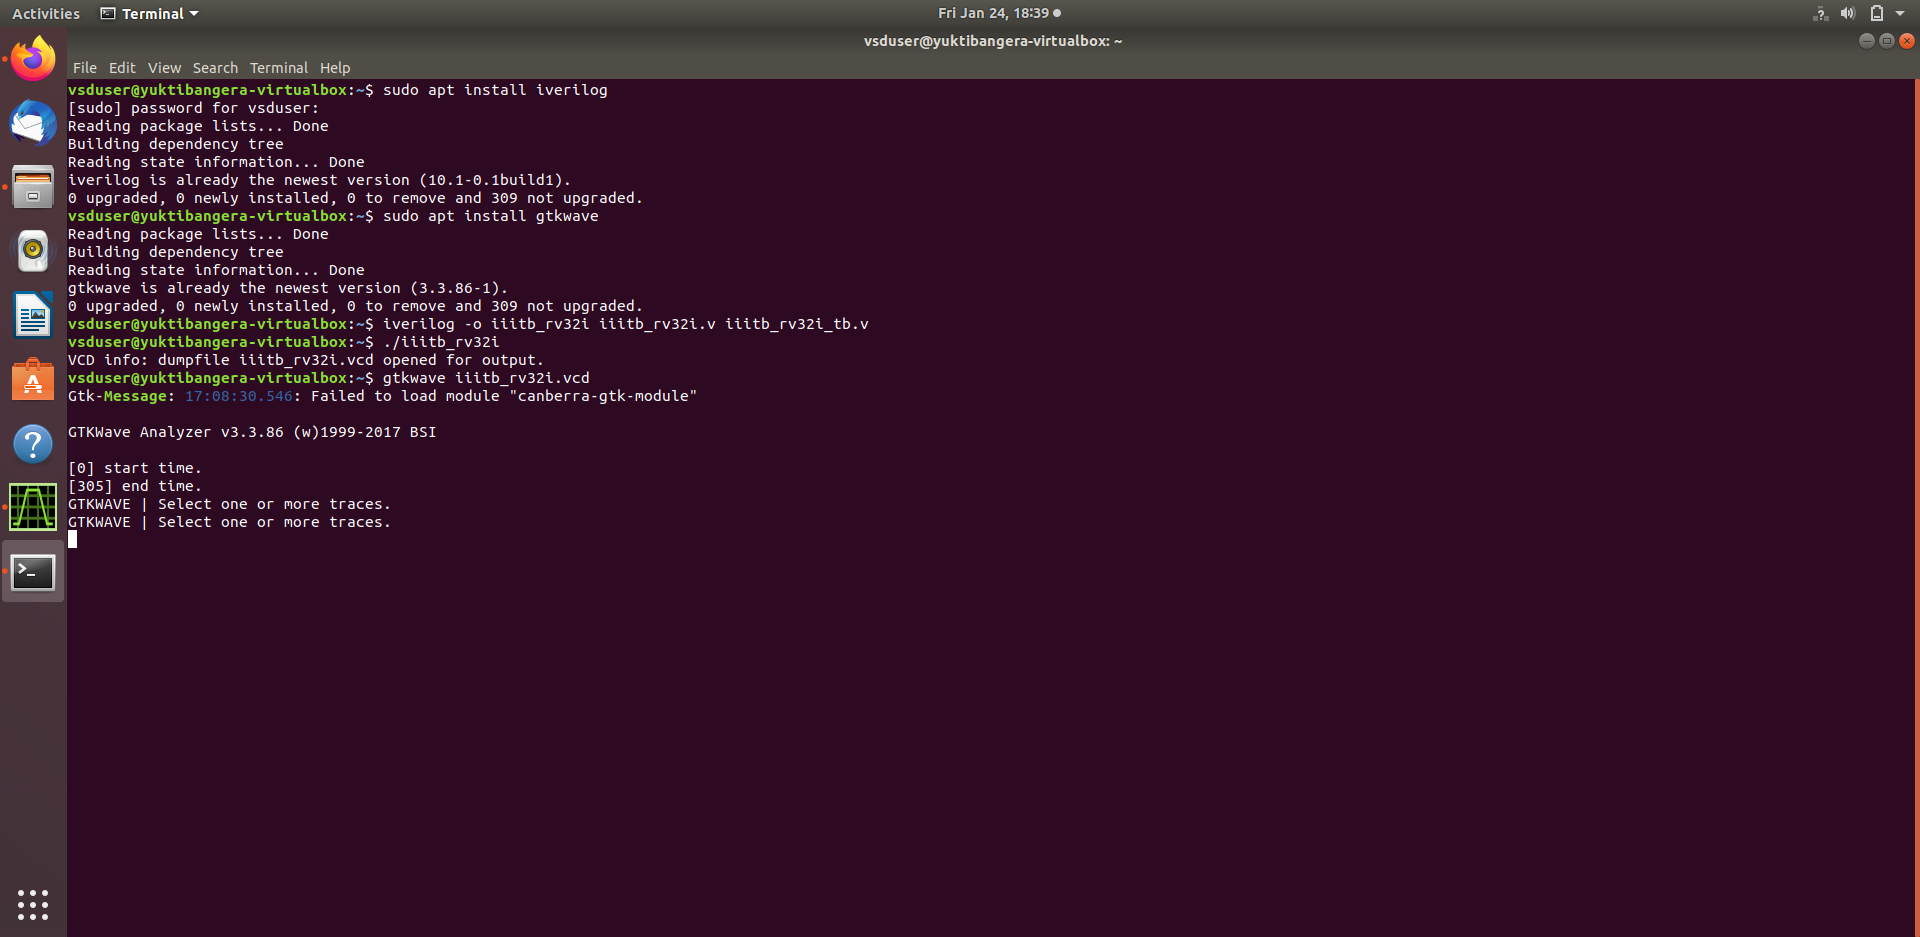 Activities Terminal Fri Jan 24, 18:39
vsduser@yuktibangera-virtualbox: ~
File Edit View Search Terminal Help
vsduser@yuktibangera-virtualbox:~$ sudo apt install iverilog
[sudo] password for vsduser:
Reading package lists... Done
Building dependency tree
Reading state information... Done
iverilog is already the newest version (10.1-0.1build1).
0 upgraded, 0 newly installed, 0 to remove and 309 not upgraded.
vsduser@yuktibangera-virtualbox:~$ sudo apt install gtkwave
Reading package lists... Done
Building dependency tree
Reading state information... Done
gtkwave is already the newest version (3.3.86-1).
0 upgraded, 0 newly installed, 0 to remove and 309 not upgraded.
vsduser@yuktibangera-virtualbox:~$ iverilog -o iiitb_rv32i iiitb_rv32i.v iiitb_rv32i_tb.v
vsduser@yuktibangera-virtualbox:~$ ./iiitb_rv32i
VCD info: dumpfile iiitb_rv32i.vcd opened for output.
vsduser@yuktibangera-virtualbox:~$ gtkwave iiitb_rv32i.vcd
Gtk-Message: 17:08:30.546: Failed to load module "canberra-gtk-module"
GTKWave Analyzer v3.3.86 (w)1999-2017 BSI
[0] start time.
[305] end time.
GTKWAVE | Select one or more traces.
GTKWAVE | Select one or more traces.